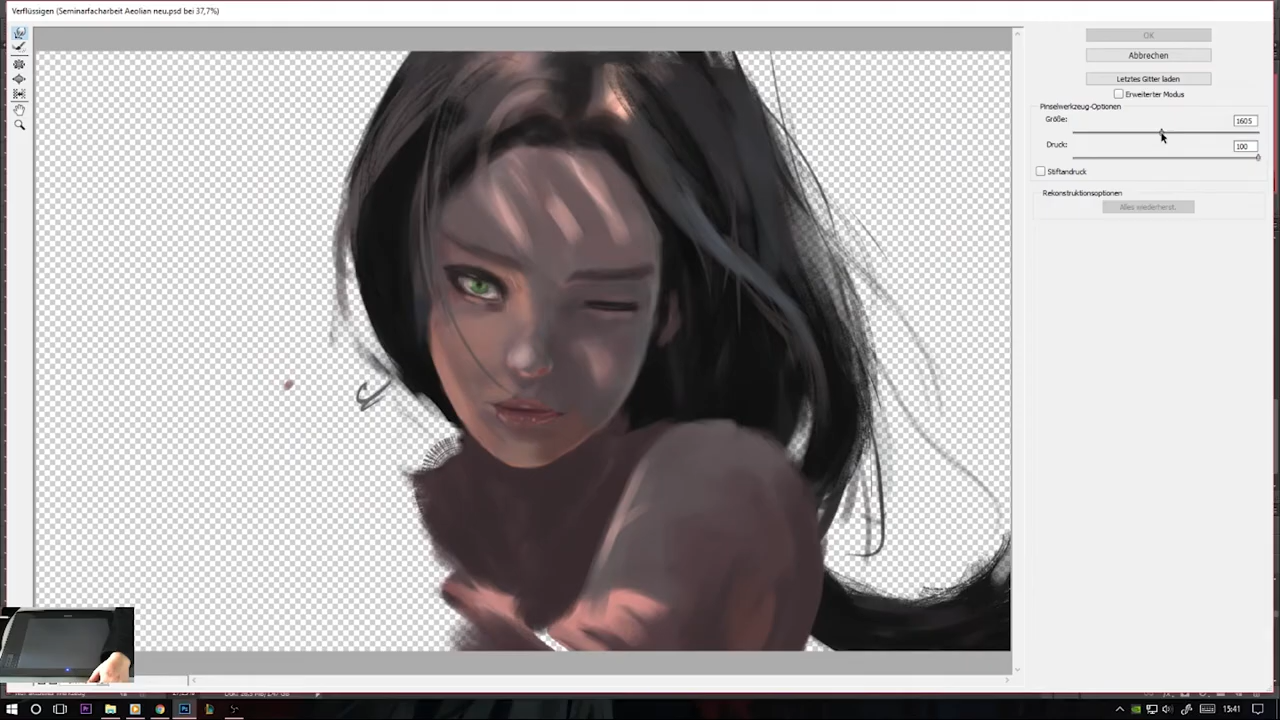 Verflüssigen (Seminarfacharbeit Aeolian neu.psd bei 37,7%)
OK
Abbrechen
Letztes Gitter laden
Erweiterter Modus
Pinselwerkzeug-Optionen
Größe:
1605
Druck:
100
Stiftandruck
Rekonstruktionsoptionen
Alles wiederherst.
15:41